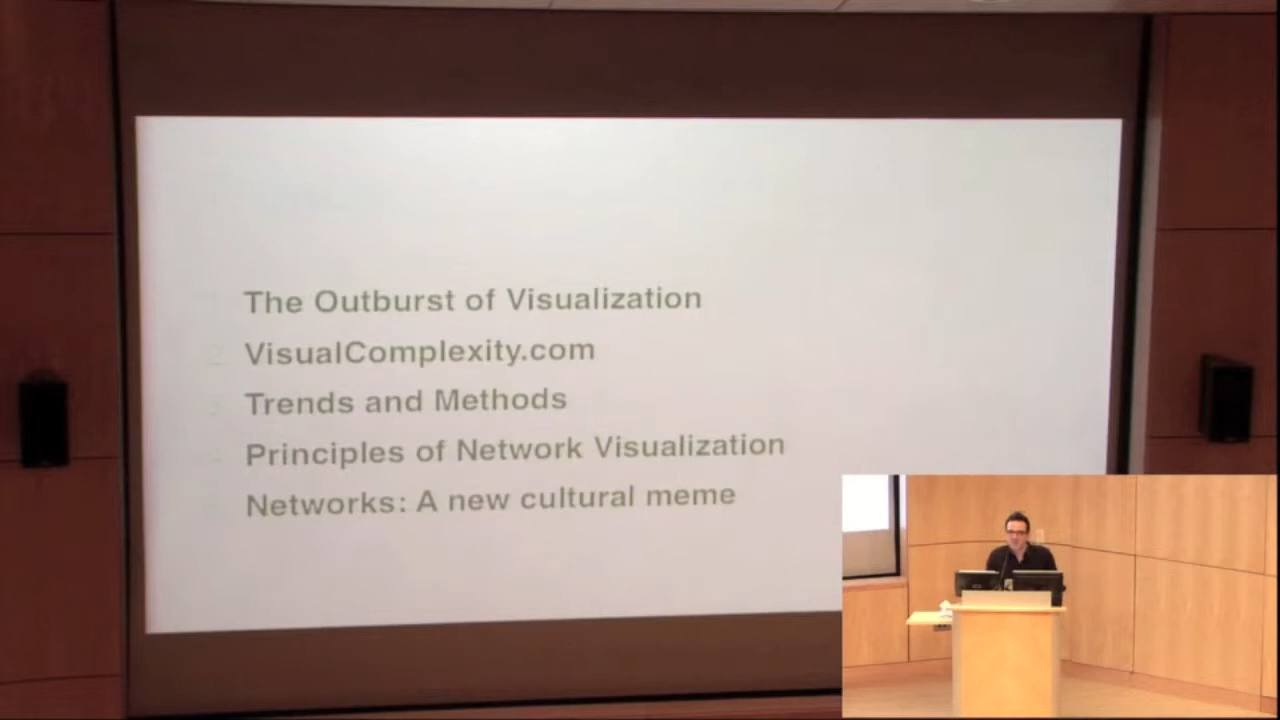 The Outburst of Visualization
VisualComplexity.com
Trends and Methods
Principles of Network Visualization
Networks: A new cultural meme